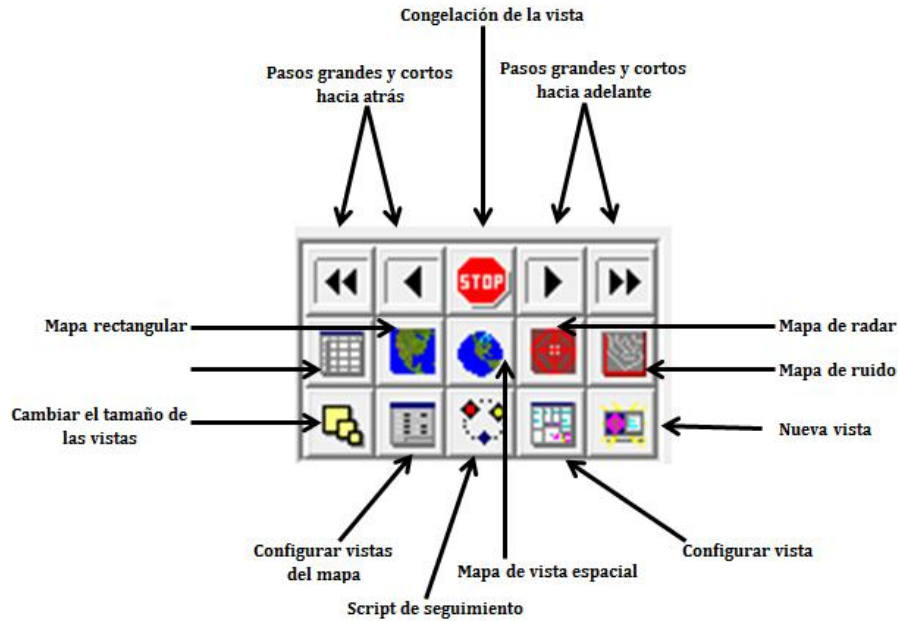 Congelación de la vista
Pasos grandes y cortos
hacia atrás
Pasos grandes y cortos
hacia adelante
STOP
Mapa rectangular
Mapa de radar
Mapa de ruido
Cambiar el tamaño de
las vistas
Nueva vista
Configurar vistas
del mapa
Configurar vista
Mapa de vista espacial
Script de seguimiento